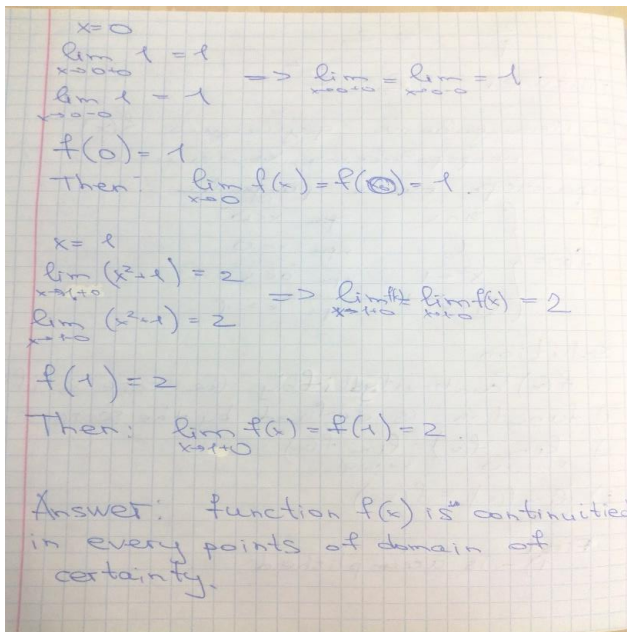 x = 0
lim x→0+0 1 = 1
lim x→0-0 1 = 1
=> lim x→0+0 = lim x→0-0 = 1.
f(0) = 1
Then: lim x→0 f(x) = f(0) = 1.
x = 1
lim x→1+0 (x²+1) = 2
lim x→1-0 (x²+1) = 2
=> lim x→1+0 f(x) = lim x→1-0 f(x) = 2
f(1) = 2
Then: lim x→1+0 f(x) = f(1) = 2.
Answer: function f(x) is continuitied
in every points of domain of
certainty.